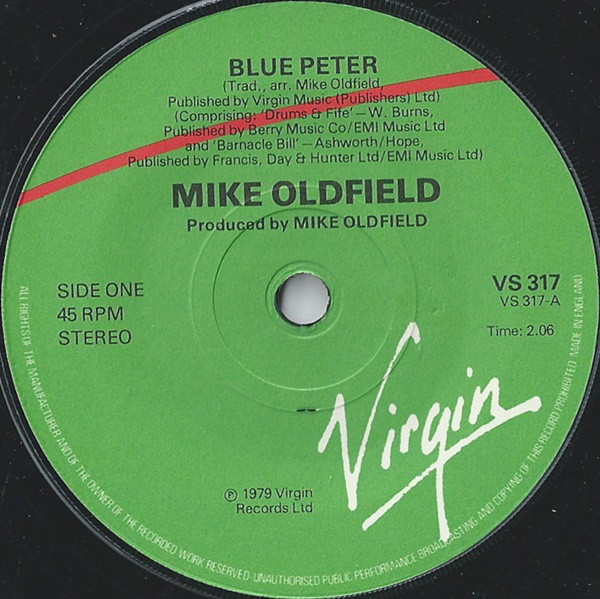 BLUE PETER
(Trad., arr. Mike Oldfield,
Published by Virgin Music (Publishers) Ltd)
(Comprising: 'Drums & Fife' – W. Burns,
Published by Berry Music Co/EMI Music Ltd
and 'Barnacle Bill' – Ashworth/Hope,
Published by Francis, Day & Hunter Ltd/EMI Music Ltd)
MIKE OLDFIELD
Produced by MIKE OLDFIELD
SIDE ONE
45 RPM
STEREO
VS 317
VS 317-A
Time: 2.06
Virgin
℗ 1979 Virgin
Records Ltd
ALL RIGHTS OF THE MANUFACTURER AND OF THE OWNER OF THE RECORDED WORK RESERVED. UNAUTHORISED PUBLIC PERFORMANCE BROADCASTING AND COPYING OF THIS RECORD PROHIBITED. MADE IN ENGLAND